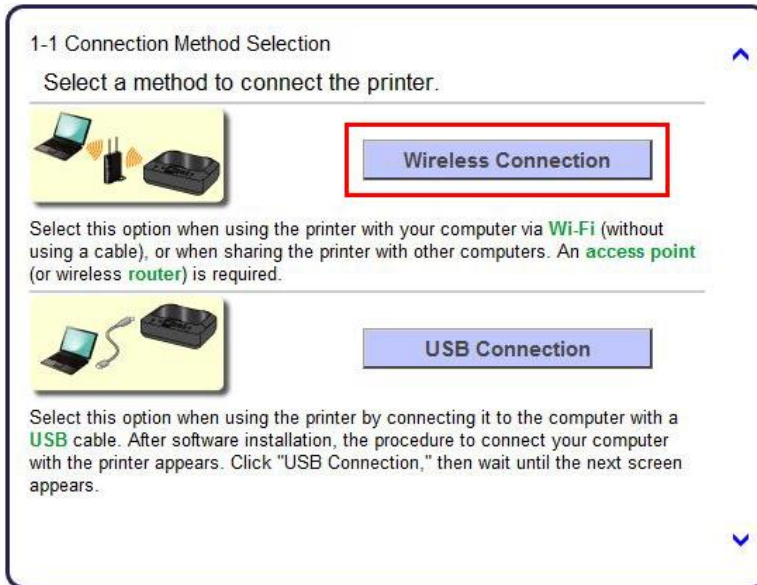 1-1 Connection Method Selection
Select a method to connect the printer.
Wireless Connection
Select this option when using the printer with your computer via Wi-Fi (without
using a cable), or when sharing the printer with other computers. An access point
(or wireless router) is required.
USB Connection
Select this option when using the printer by connecting it to the computer with a
USB cable. After software installation, the procedure to connect your computer
with the printer appears. Click "USB Connection," then wait until the next screen
appears.